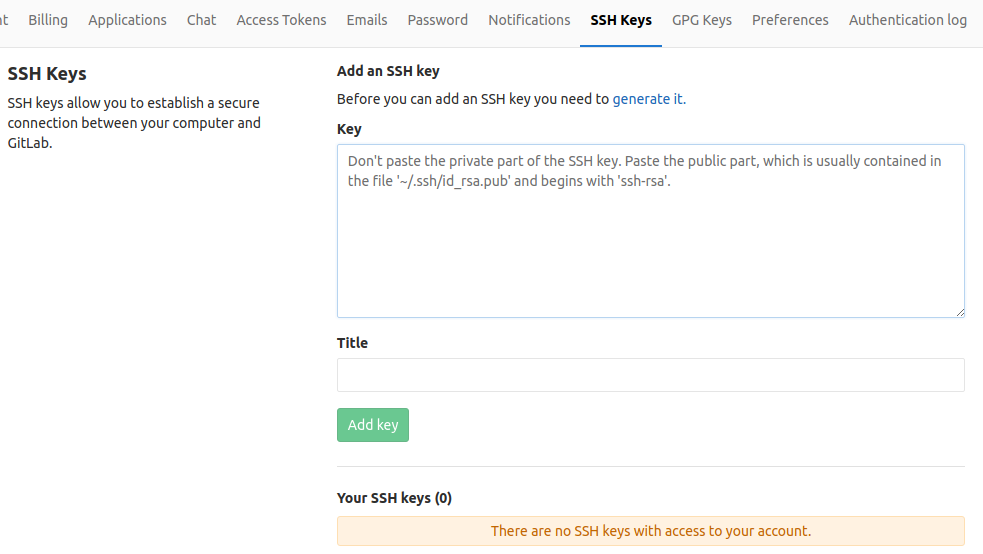 Billing Applications Chat Access Tokens Emails Password Notifications SSH Keys GPG Keys Preferences Authentication log
SSH Keys
SSH keys allow you to establish a secure
connection between your computer and
GitLab.
Add an SSH key
Before you can add an SSH key you need to generate it.
Key
Don't paste the private part of the SSH key. Paste the public part, which is usually contained in
the file '~/.ssh/id_rsa.pub' and begins with 'ssh-rsa'.
Title
Add key
Your SSH keys (0)
There are no SSH keys with access to your account.